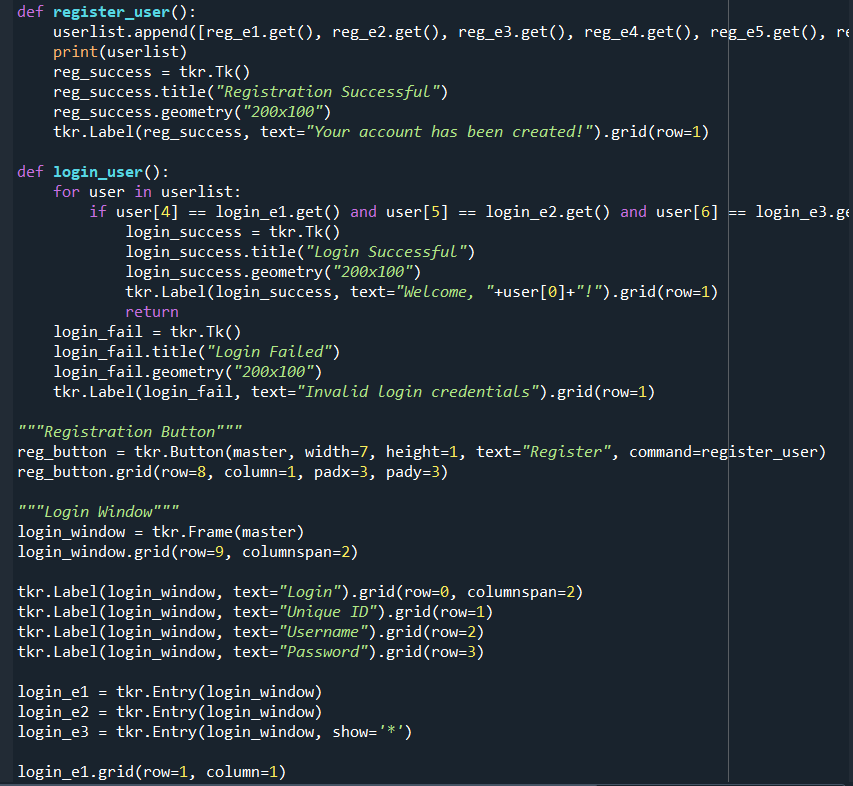 def register_user():
    userlist.append([reg_e1.get(), reg_e2.get(), reg_e3.get(), reg_e4.get(), reg_e5.get(),
    print(userlist)
    reg_success = tkr.Tk()
    reg_success.title("Registration Successful")
    reg_success.geometry("200x100")
    tkr.Label(reg_success, text="Your account has been created!").grid(row=1)

def login_user():
    for user in userlist:
        if user[4] == login_e1.get() and user[5] == login_e2.get() and user[6] == login_e3.ge
            login_success = tkr.Tk()
            login_success.title("Login Successful")
            login_success.geometry("200x100")
            tkr.Label(login_success, text="Welcome, "+user[0]+"!").grid(row=1)
            return
    login_fail = tkr.Tk()
    login_fail.title("Login Failed")
    login_fail.geometry("200x100")
    tkr.Label(login_fail, text="Invalid login credentials").grid(row=1)

"""Registration Button"""
reg_button = tkr.Button(master, width=7, height=1, text="Register", command=register_user)
reg_button.grid(row=8, column=1, padx=3, pady=3)

"""Login Window"""
login_window = tkr.Frame(master)
login_window.grid(row=9, columnspan=2)

tkr.Label(login_window, text="Login").grid(row=0, columnspan=2)
tkr.Label(login_window, text="Unique ID").grid(row=1)
tkr.Label(login_window, text="Username").grid(row=2)
tkr.Label(login_window, text="Password").grid(row=3)

login_e1 = tkr.Entry(login_window)
login_e2 = tkr.Entry(login_window)
login_e3 = tkr.Entry(login_window, show='*')

login_e1.grid(row=1, column=1)